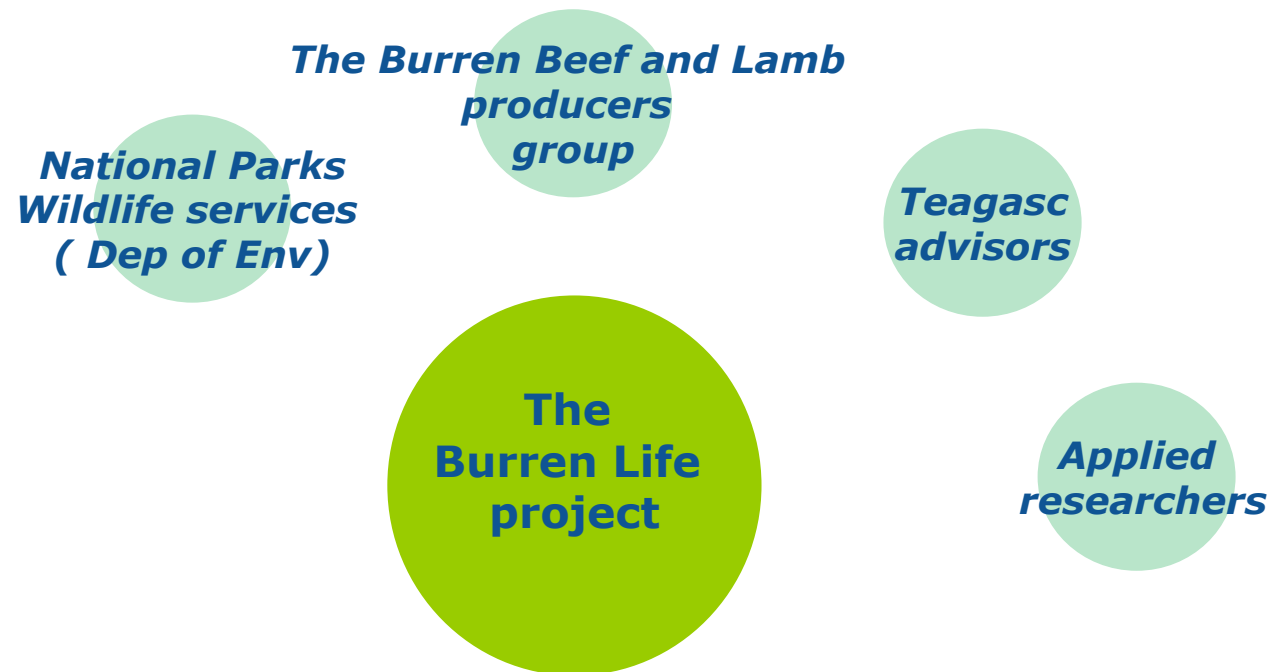 The Burren Beef and Lamb
producers
group
National Parks
Wildlife services
( Dep of Env)
Teagasc
advisors
The
Burren Life
project
Applied
researchers